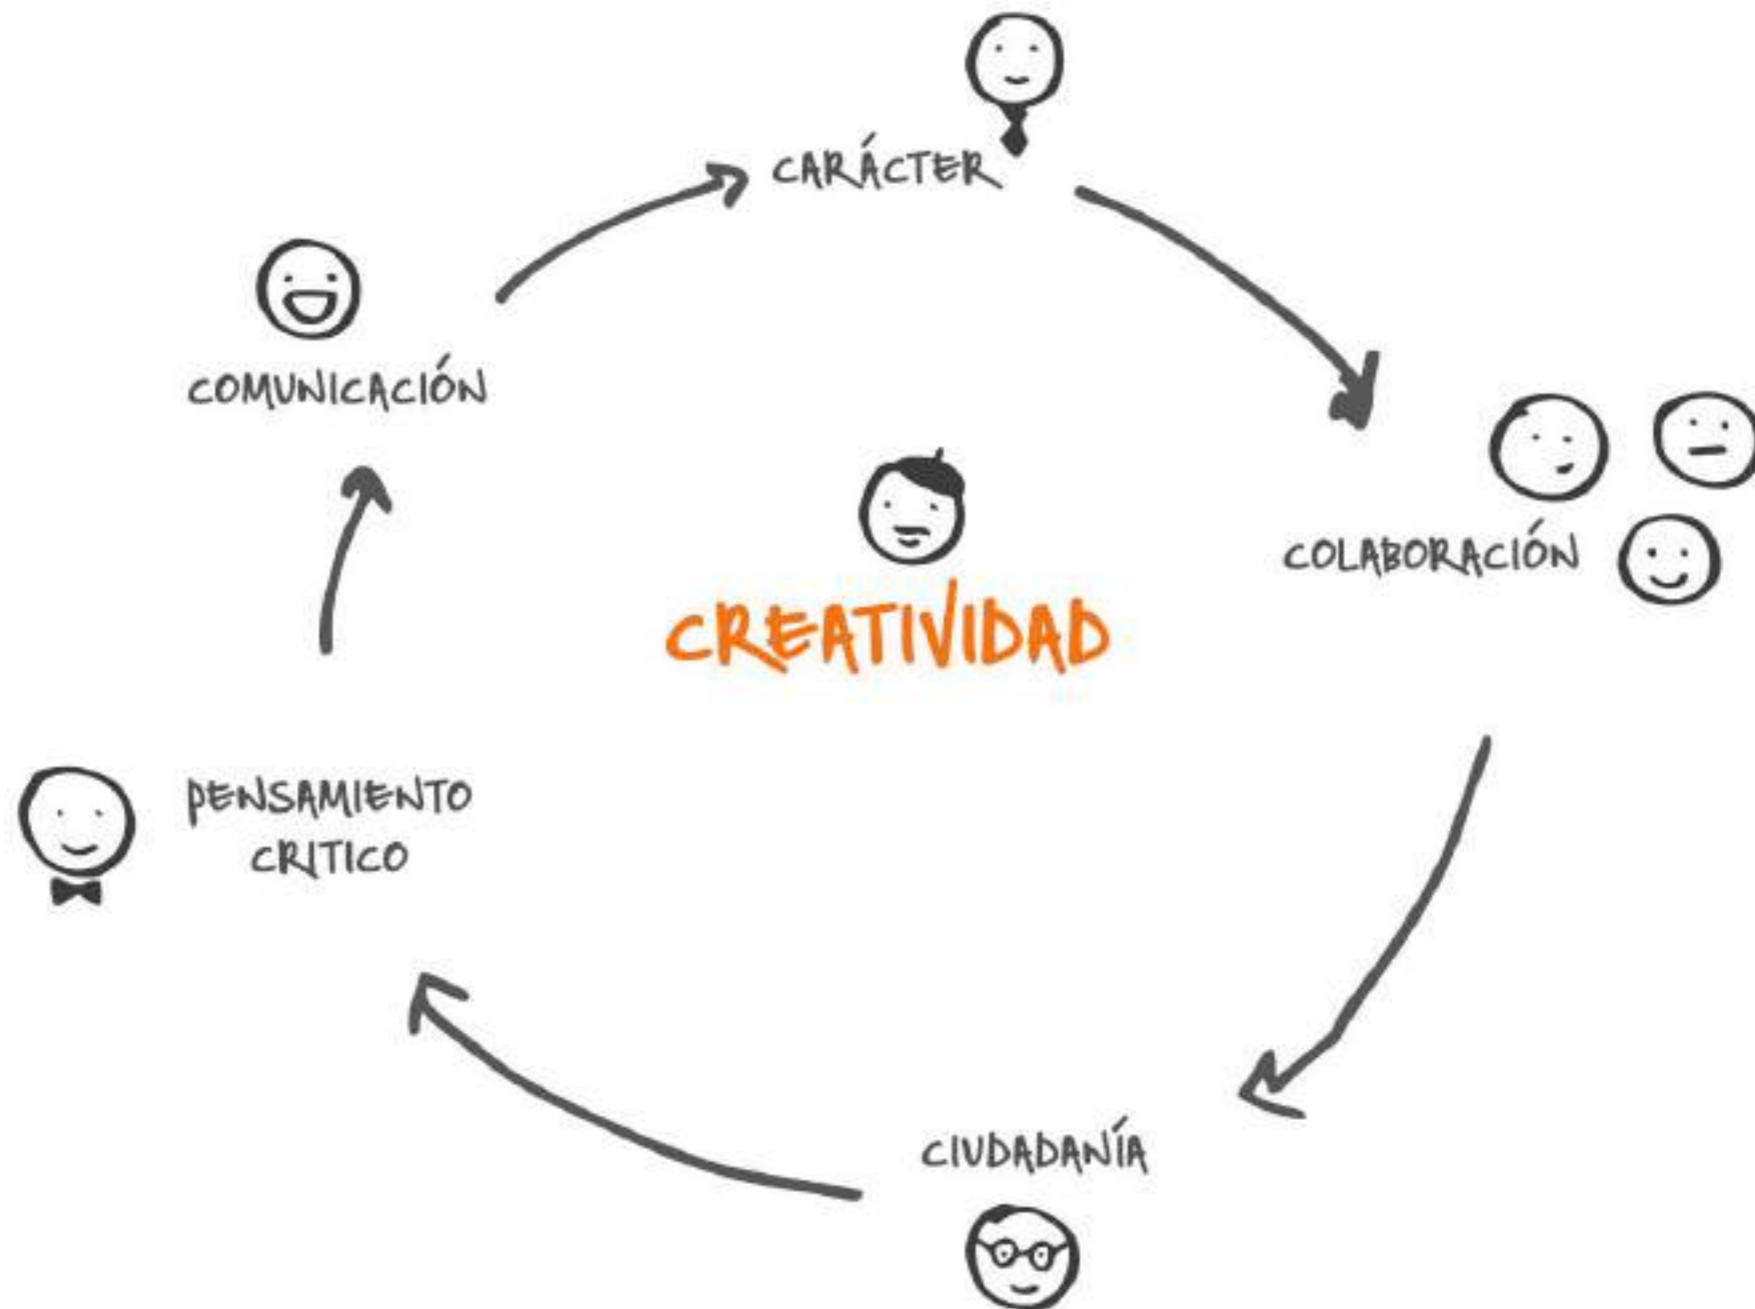 CARÁCTER
COMUNICACIÓN
COLABORACIÓN
CREATIVIDAD
PENSAMIENTO
CRITICO
CIUDADANÍA